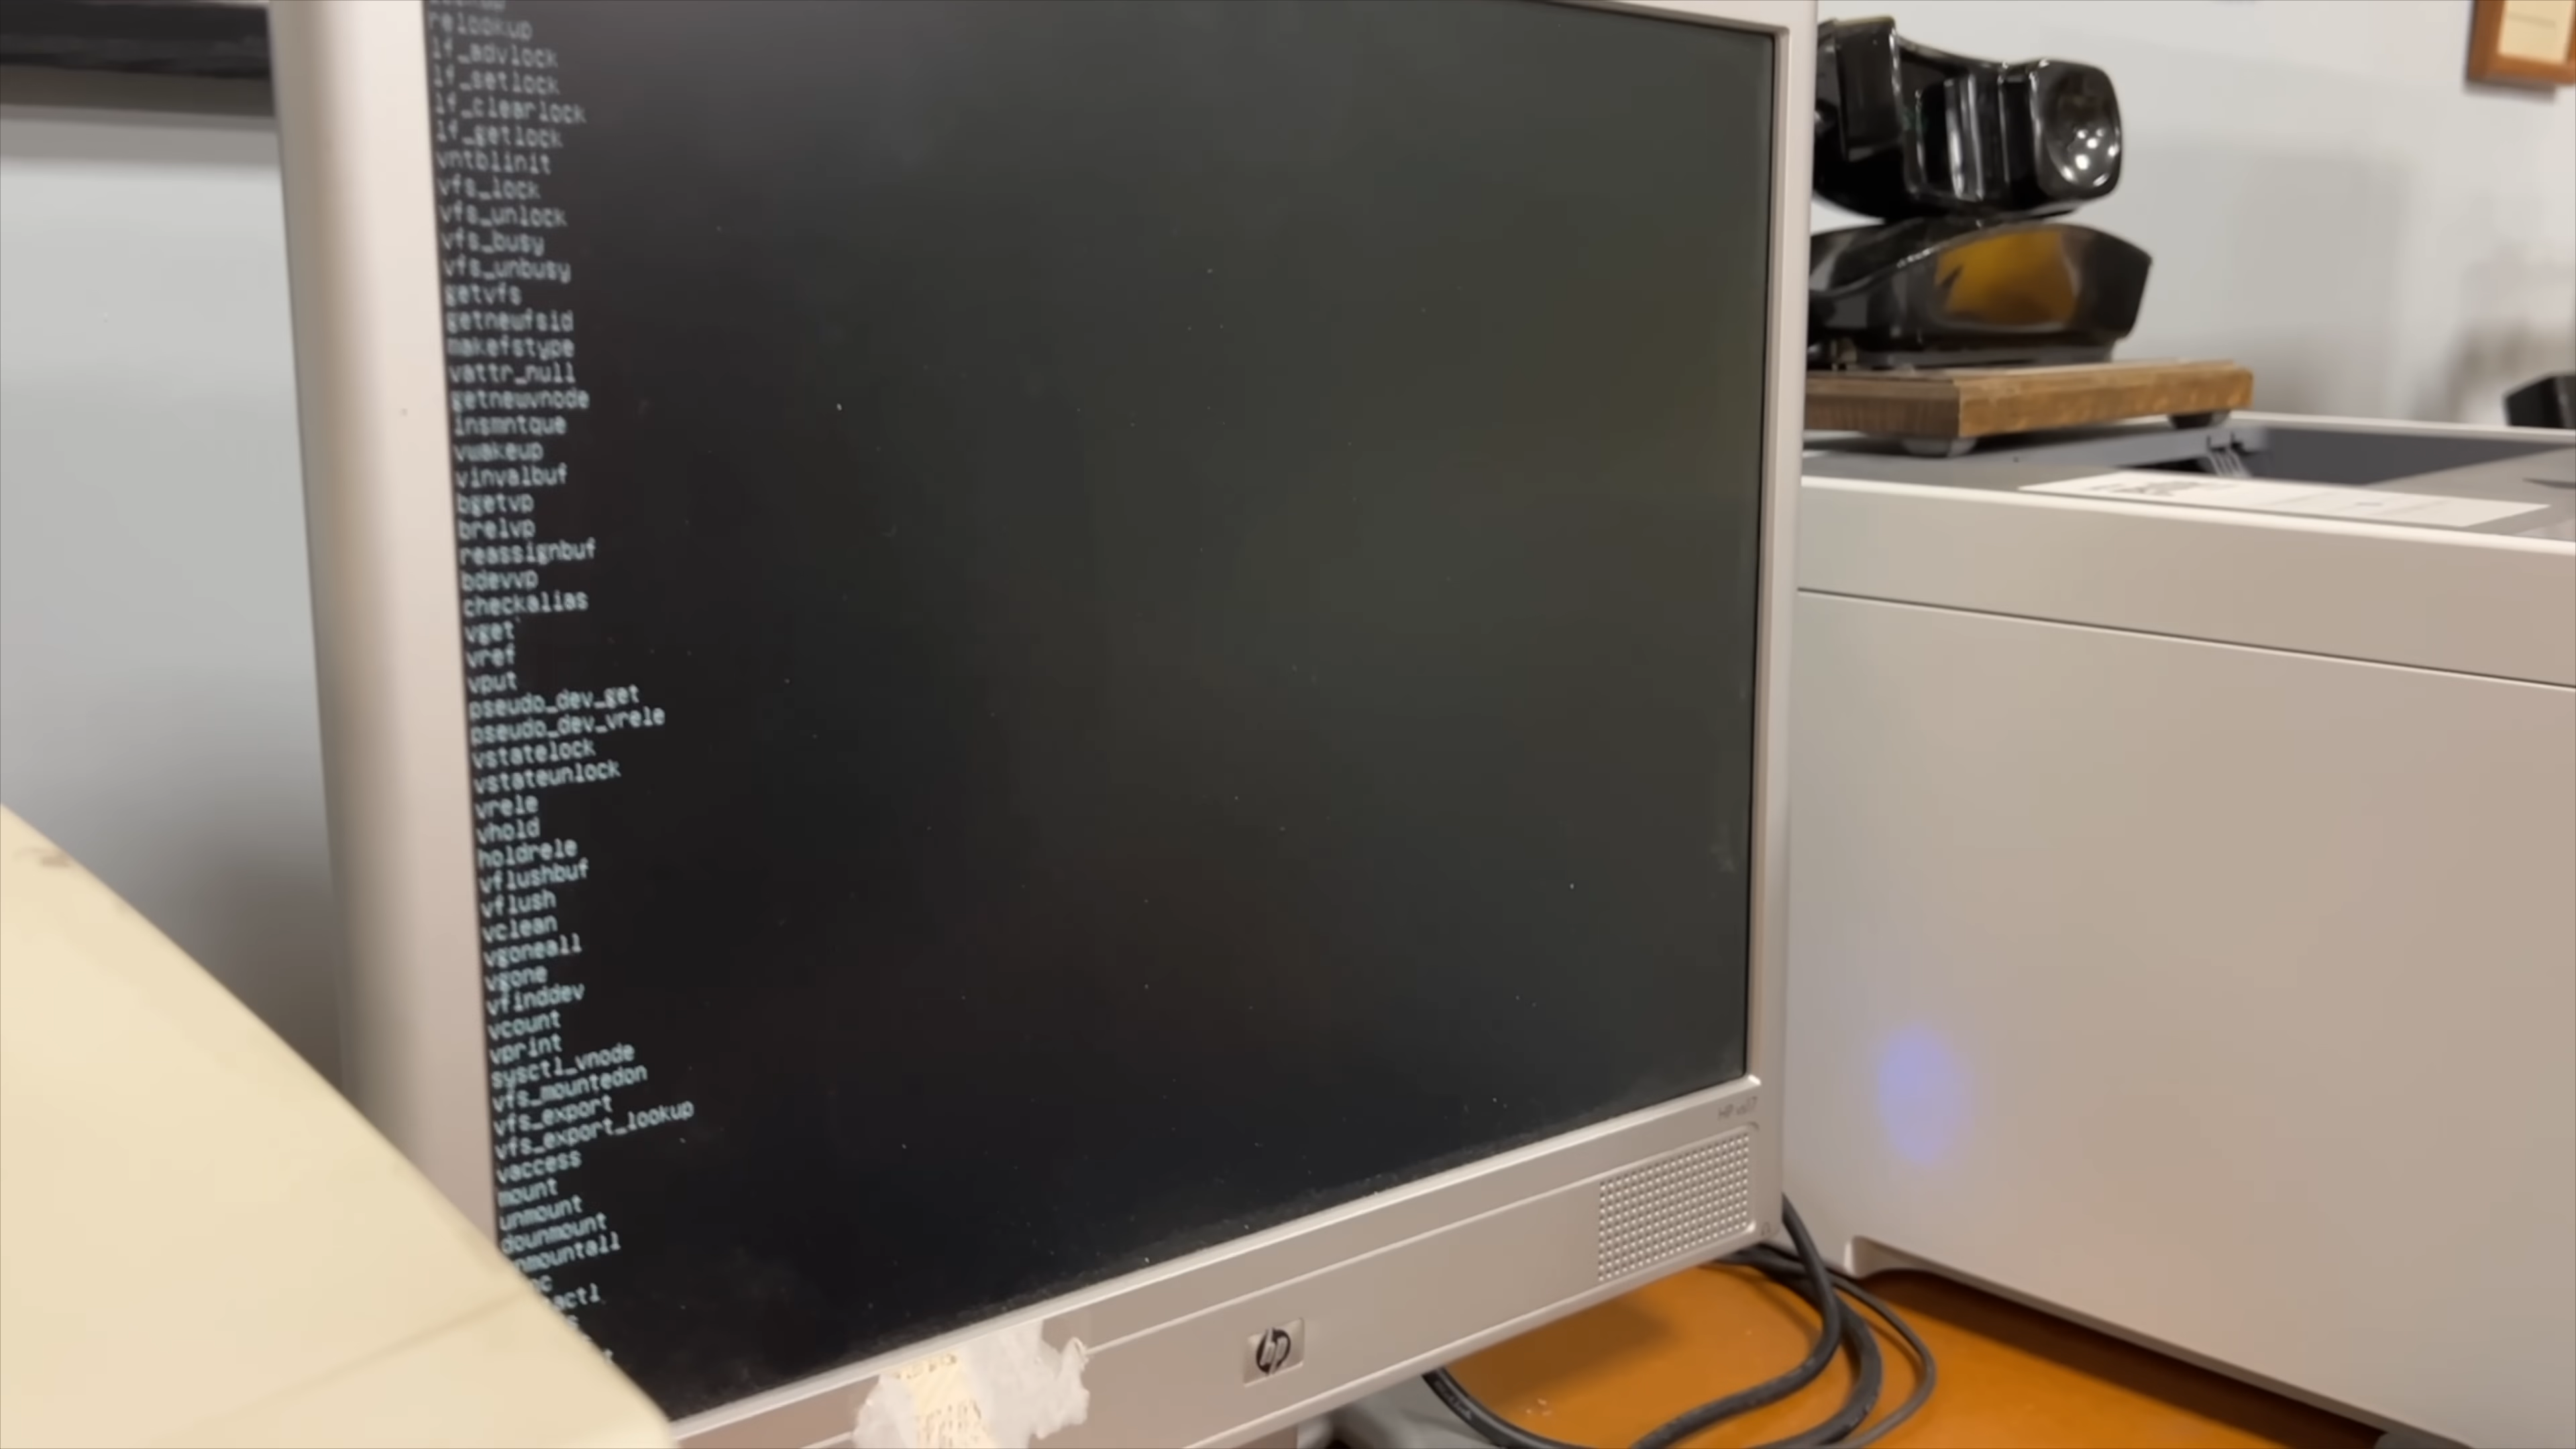 relookup
lf_advlock
lf_setlock
lf_clearlock
lf_getlock
vntblinit
vfs_lock
vfs_unlock
vfs_busy
vfs_unbusy
getvfs
getnewfsid
makefstype
vattr_null
getnewvnode
insmntque
vwakeup
vinvalbuf
bgetvp
brelvp
reassignbuf
bdevvp
checkalias
vget
vref
vput
pseudo_dev_get
pseudo_dev_vrele
vstatelock
vstateunlock
vrele
vhold
holdrele
vflushbuf
vflush
vclean
vgoneall
vgone
vfinddev
vcount
vprint
sysctl_vnode
vfs_mountedon
vfs_export
vfs_export_lookup
vaccess
mount
unmount
dounmount
hp